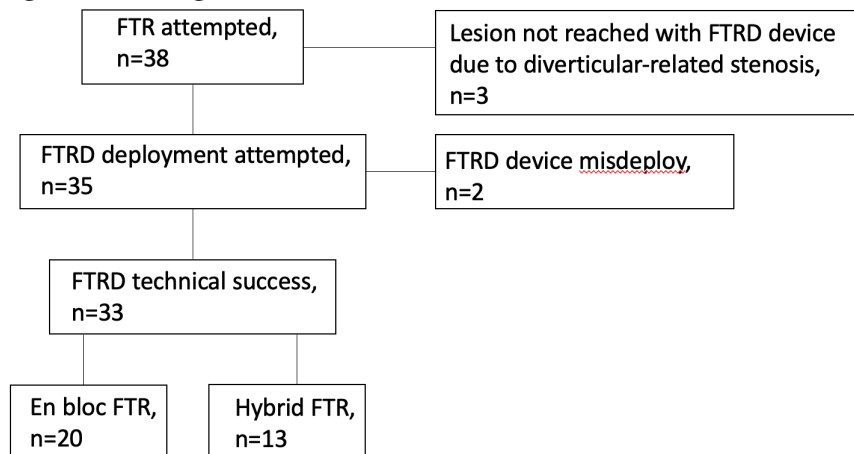 FTR attempted,
n=38
Lesion not reached with FTRD device
due to diverticular-related stenosis,
n=3
FTRD deployment attempted,
n=35
FTRD device misdeploy,
n=2
FTRD technical success,
n=33
En bloc FTR,
n=20
Hybrid FTR,
n=13